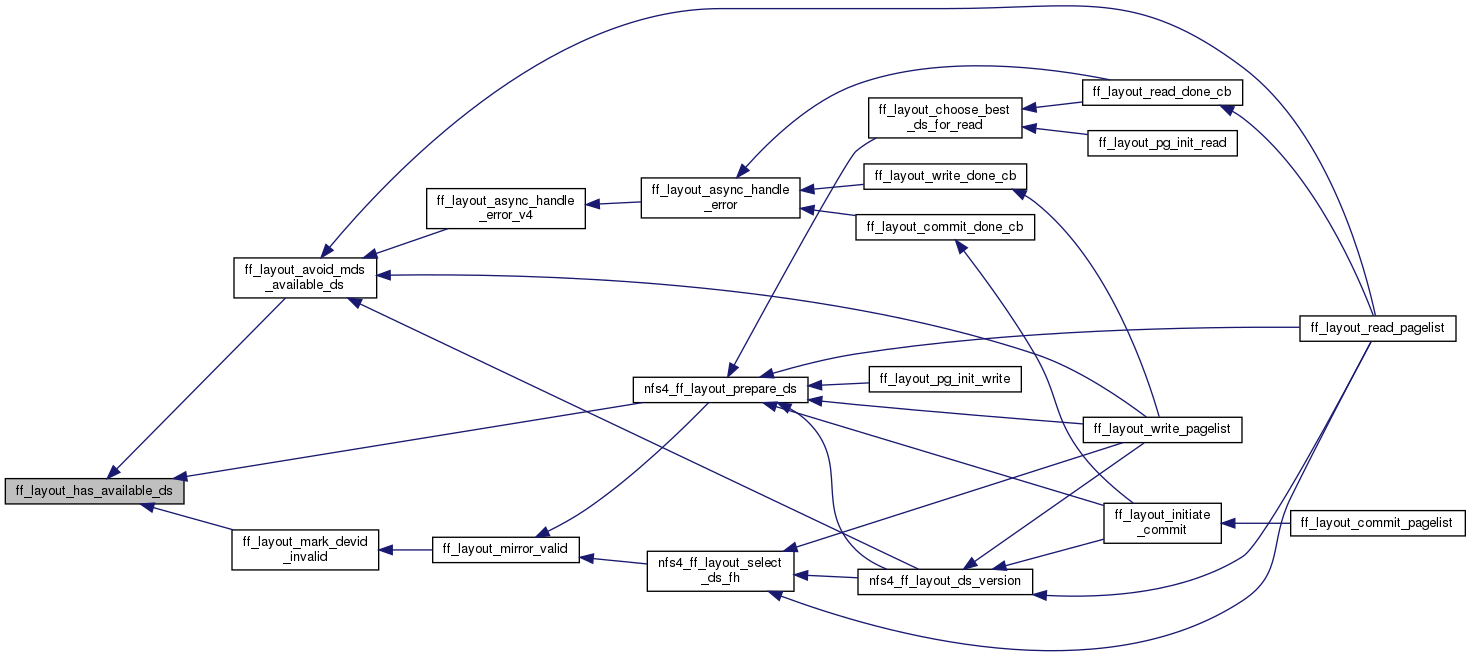 ff_layout_read_done_cb
ff_layout_choose_best
_ds_for_read
ff_layout_pg_init_read
ff_layout_write_done_cb
ff_layout_async_handle
_error
ff_layout_async_handle
_error_v4
ff_layout_commit_done_cb
ff_layout_avoid_mds
_available_ds
ff_layout_read_pagelist
ff_layout_pg_init_write
nfs4_ff_layout_prepare_ds
ff_layout_write_pagelist
ff_layout_has_available_ds
ff_layout_initiate
_commit
ff_layout_commit_pagelist
ff_layout_mark_devid
_invalid
ff_layout_mirror_valid
nfs4_ff_layout_select
_ds_fh
nfs4_ff_layout_ds_version